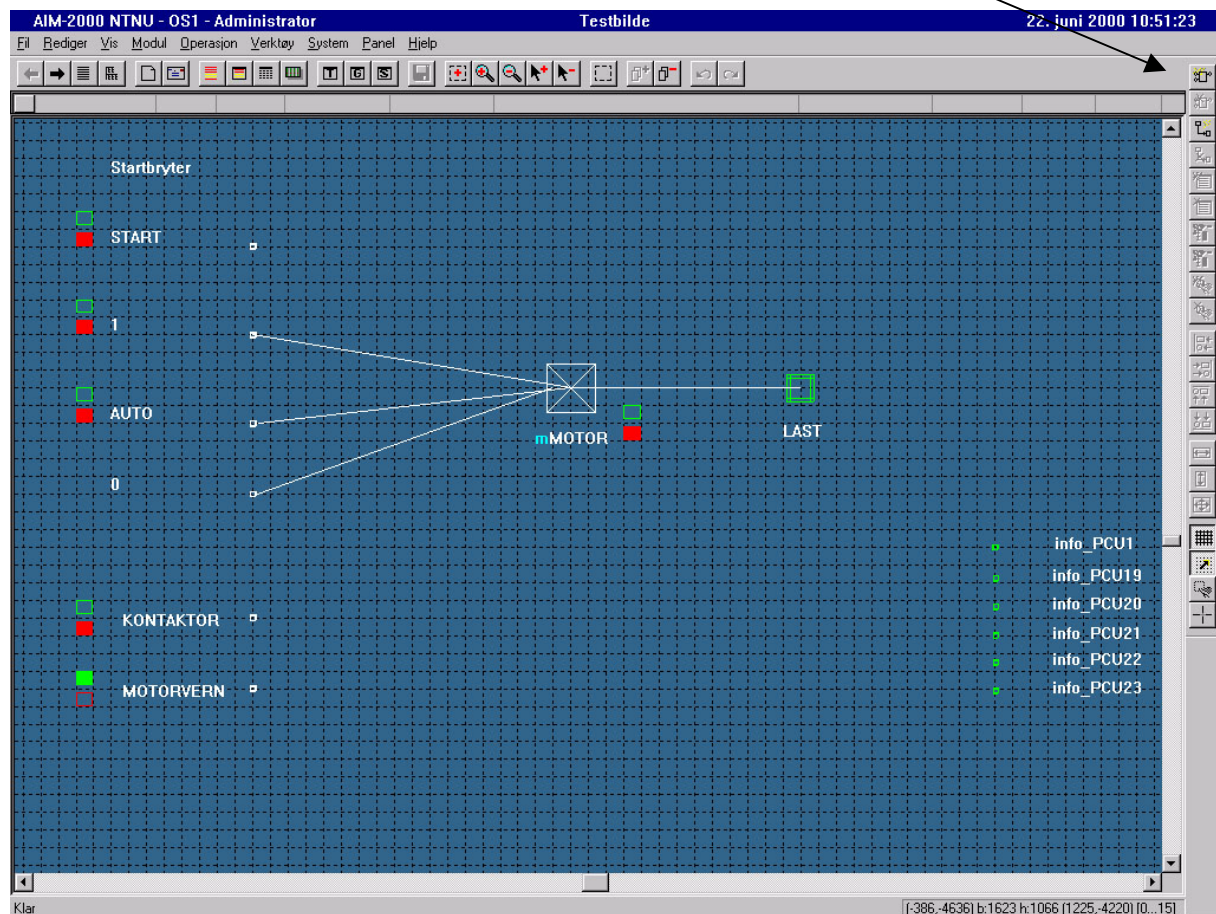 AIM-2000 NTNU - OS1 - Administrator Testbilde 22. juni 2000 10:51:23
Fil Rediger Vis Modul Operasjon Verktøy System Panel Hjelp
T G S
Startbryter
START
1
AUTO
mMOTOR
LAST
0
info_PCU1
info_PCU19
info_PCU20
KONTAKTOR
info_PCU21
info_PCU22
MOTORVERN
info_PCU23
Klar [-386,-4636] b:1623 h:1066 [1225,-4220] [0...15]